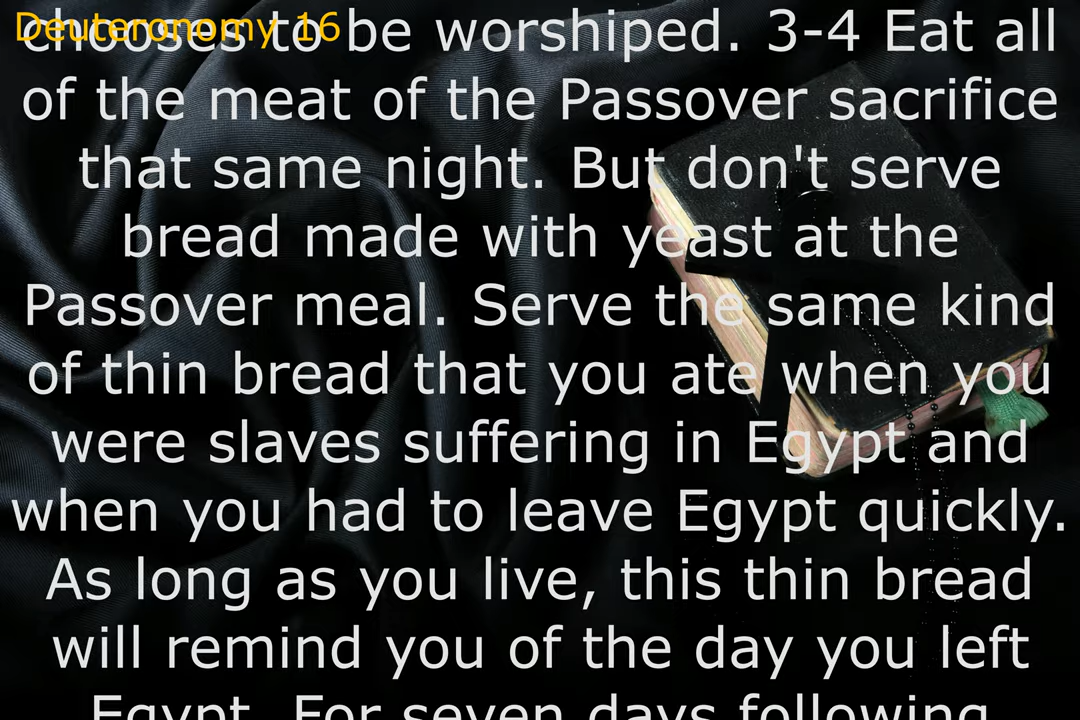 Deuteronomy 16
chooses to be worshiped. 3-4 Eat all
of the meat of the Passover sacrifice
that same night. But don't serve
bread made with yeast at the
Passover meal. Serve the same kind
of thin bread that you ate when you
were slaves suffering in Egypt and
when you had to leave Egypt quickly.
As long as you live, this thin bread
will remind you of the day you left
Egypt. For seven days following